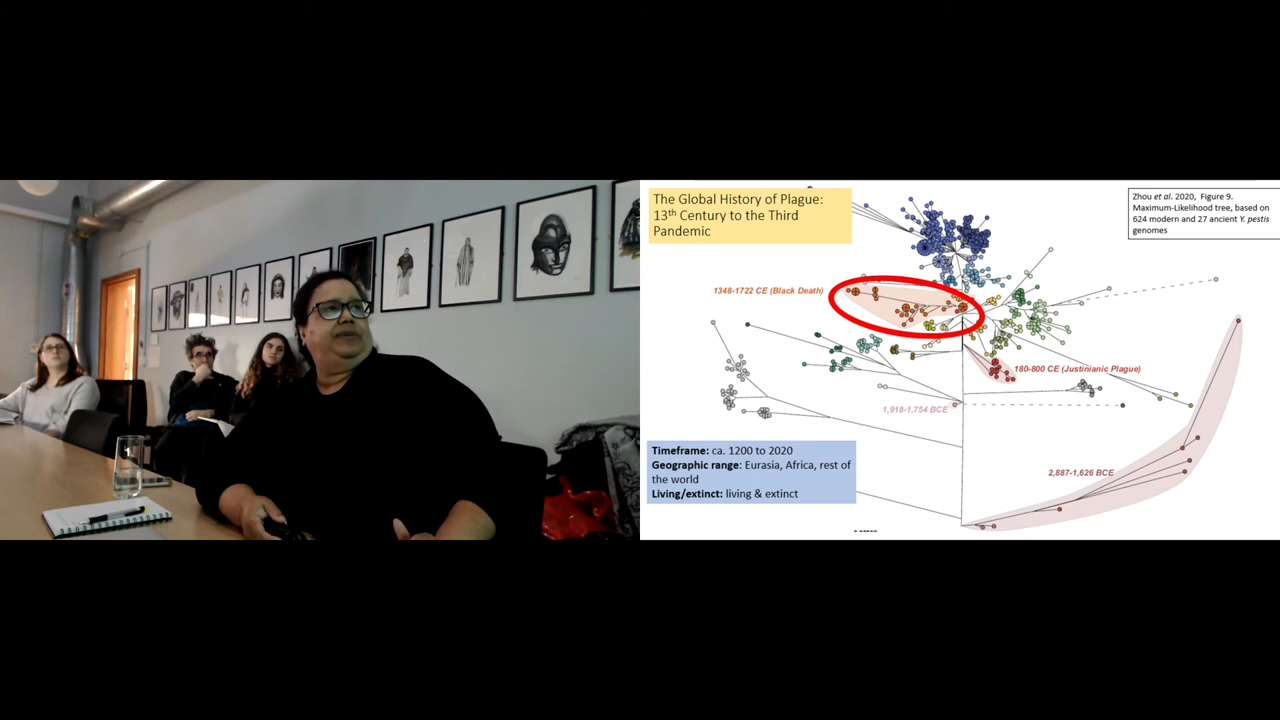 The Global History of Plague:
13th Century to the Third
Pandemic
Zhou et al. 2020, Figure 9.
Maximum-Likelihood tree, based on
624 modern and 27 ancient Y. pestis
genomes
1348-1722 CE (Black Death)
180-800 CE (Justinianic Plague)
1,918-1,754 BCE
Timeframe: ca. 1200 to 2020
Geographic range: Eurasia, Africa, rest of
the world
Living/extinct: living & extinct
2,887-1,626 BCE